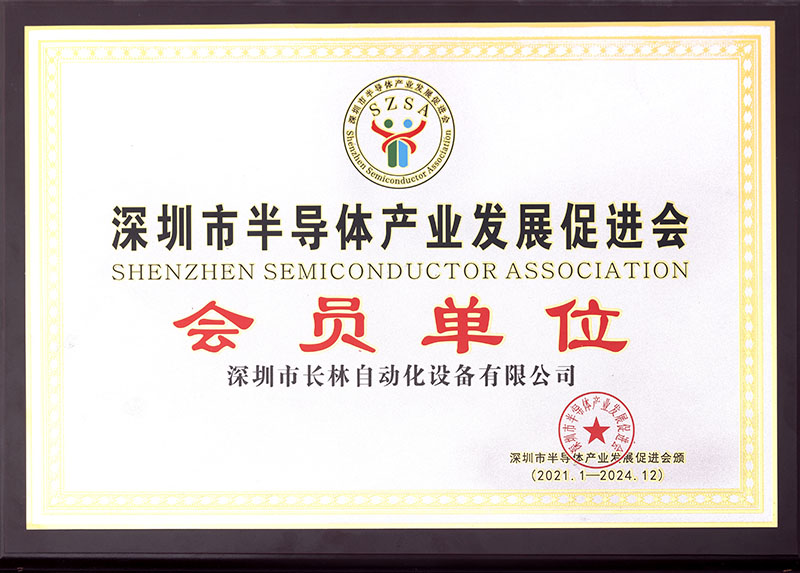 深圳市半导体产业发展促进会
SZSA
Shenzhen Semiconductor Association
深圳市半导体产业发展促进会
SHENZHEN SEMICONDUCTOR ASSOCIATION
会员单位
深圳市长林自动化设备有限公司
深圳市半导体产业发展促进会
深圳市半导体产业发展促进会颁
(2021.1—2024.12)